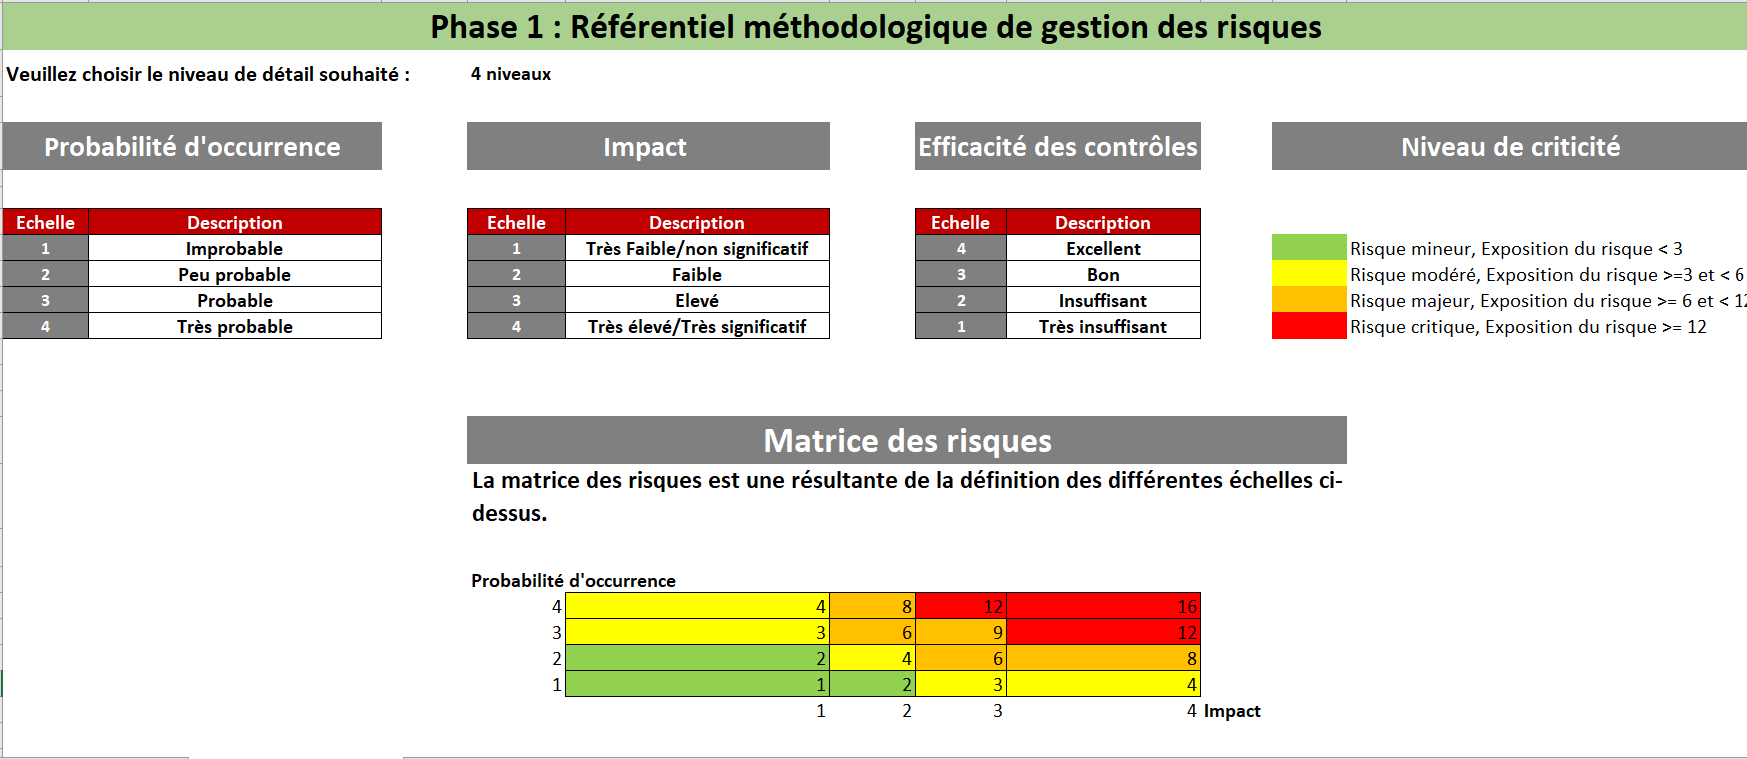 Phase 1 : Référentiel méthodologique de gestion des risques
Veuillez choisir le niveau de détail souhaité : 4 niveaux
Probabilité d'occurrence
Echelle Description
1 Improbable
2 Peu probable
3 Probable
4 Très probable
Impact
Echelle Description
1 Très Faible/non significatif
2 Faible
3 Elevé
4 Très élevé/Très significatif
Efficacité des contrôles
Echelle Description
4 Excellent
3 Bon
2 Insuffisant
1 Très insuffisant
Niveau de criticité
Risque mineur, Exposition du risque < 3
Risque modéré, Exposition du risque >=3 et < 6
Risque majeur, Exposition du risque >= 6 et < 12
Risque critique, Exposition du risque >= 12
Matrice des risques
La matrice des risques est une résultante de la définition des différentes échelles ci-
dessus.
Probabilité d'occurrence
4 4 8 12 16
3 3 6 9 12
2 2 4 6 8
1 1 2 3 4
1 2 3 4 Impact